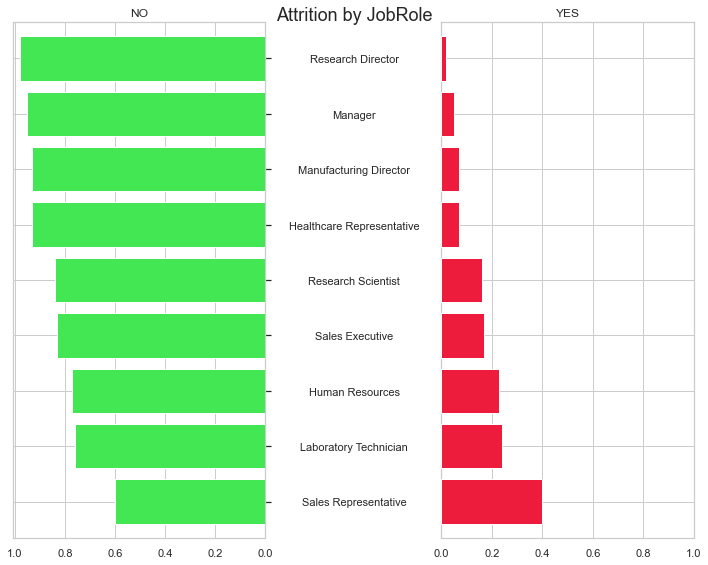 Attrition by JobRole
NO
YES
Research Director
Manager
Manufacturing Director
Healthcare Representative
Research Scientist
Sales Executive
Human Resources
Laboratory Technician
Sales Representative
1.0 0.8 0.6 0.4 0.2 0.0
0.0 0.2 0.4 0.6 0.8 1.0